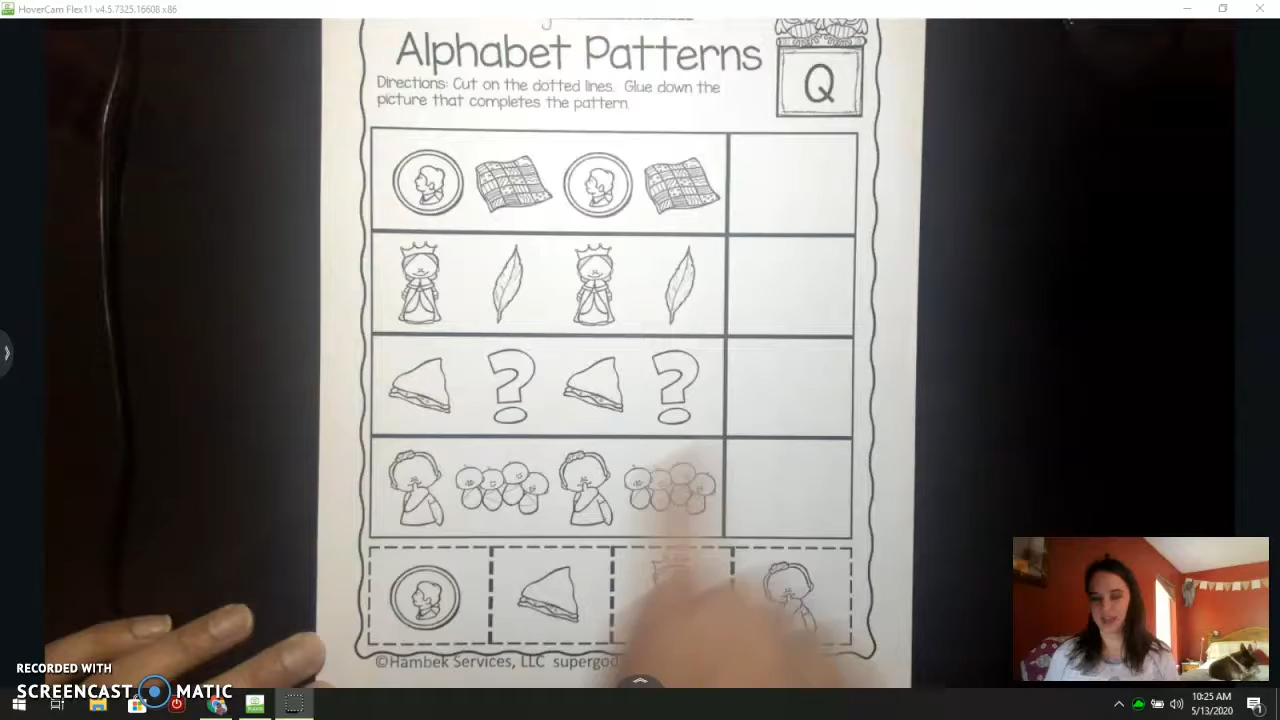 HoverCam Flex11 v4.5.7325.16608 x86
Alphabet Patterns
Directions: Cut on the dotted lines. Glue down the
picture that completes the pattern.
Q
? ?
©Hambek Services, LLC
RECORDED WITH
SCREENCAST MATIC
10:25 AM
5/13/2020
1